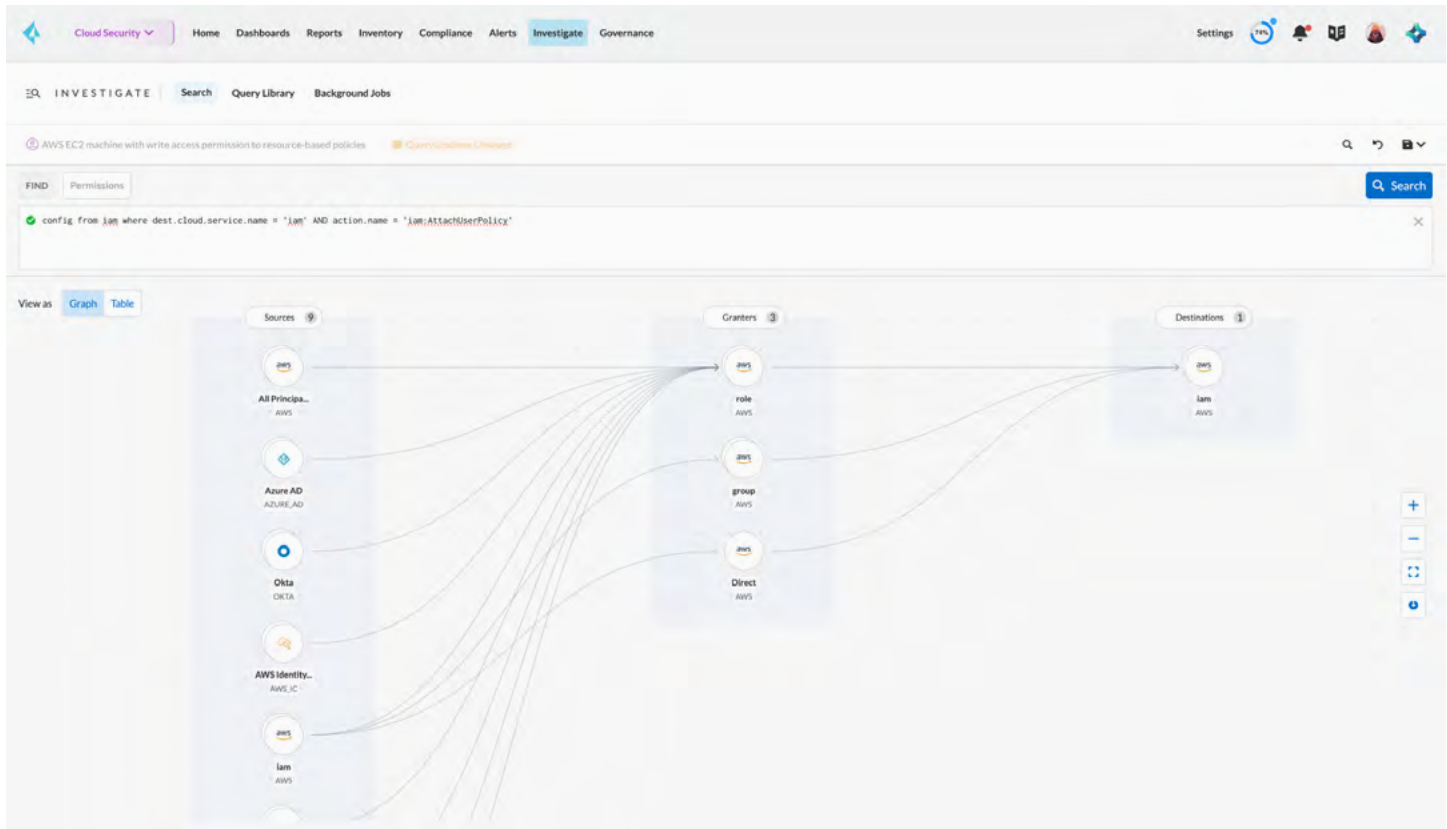 Cloud Security
Home Dashboards Reports Inventory Compliance Alerts Investigate Governance
Settings 74%
INVESTIGATE Search Query Library Background Jobs
AWS EC2 machine with write access permission to resource-based policies
FIND Permissions
Search
config from iam where dest.cloud.service.name = 'iam' AND action.name = 'iam:AttachUserPolicy'
View as Graph Table
Sources 9
Granters 3
Destinations 1
aws
aws
aws
All Principa...
AWS
role
AWS
iam
AWS
aws
Azure AD
AZURE_AD
group
AWS
aws
Okta
OKTA
Direct
AWS
AWS Identity...
AWS_IC
aws
iam
AWS